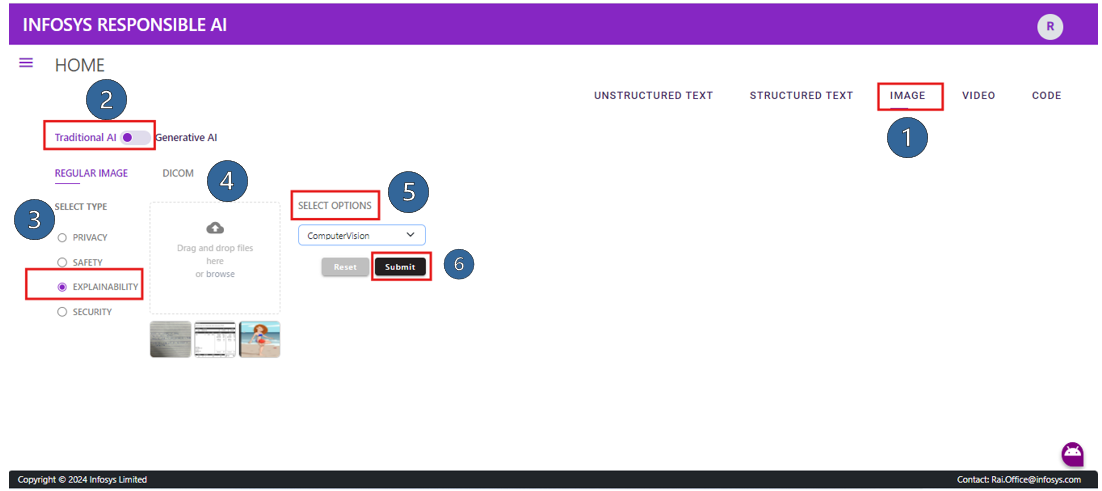 INFOSYS RESPONSIBLE AI
R
HOME
UNSTRUCTURED TEXT STRUCTURED TEXT IMAGE VIDEO CODE
2
1
Traditional AI Generative AI
REGULAR IMAGE DICOM
4
5
SELECT TYPE
SELECT OPTIONS
3
PRIVACY
SAFETY
EXPLAINABILITY
SECURITY
Drag and drop files
here
or browse
ComputerVision
Reset Submit
6
Copyright © 2024 Infosys Limited Contact: Rai.Office@infosys.com